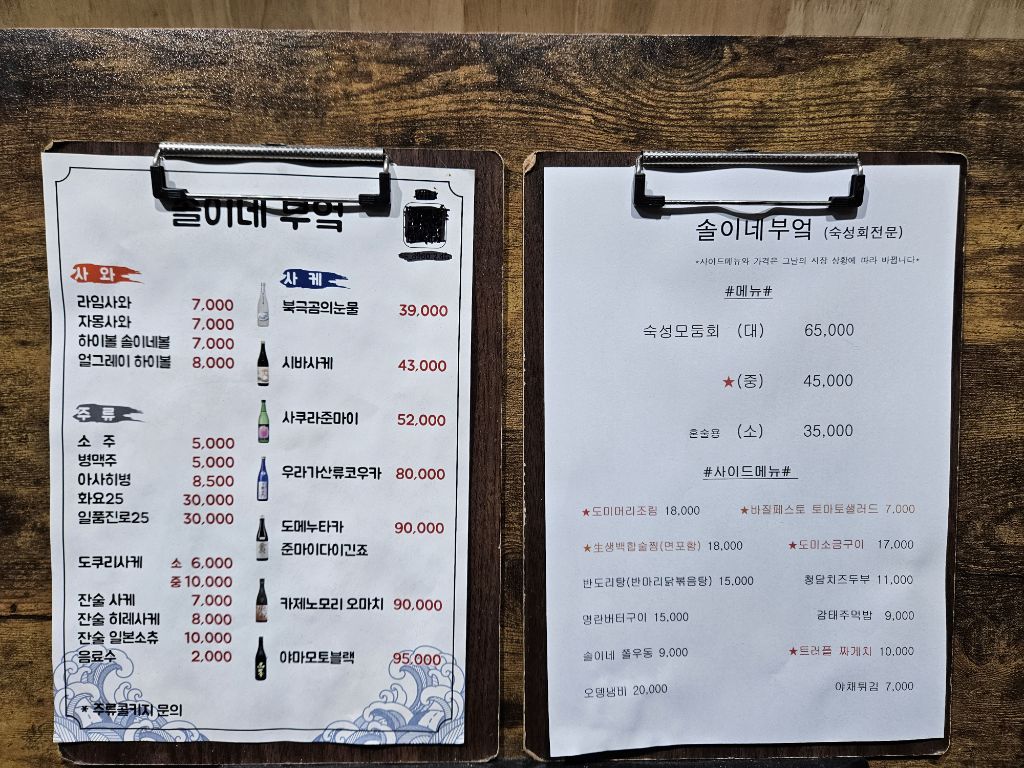 솔이네 부엌
사 와
라임사와 7,000
자몽사와 7,000
하이볼 솔이네볼 7,000
얼그레이 하이볼 8,000
주 류
소 주 5,000
병맥주 5,000
아사히병 8,500
화요25 30,000
일품진로25 30,000
도쿠리사케 소 6,000
중 10,000
잔술 사케 7,000
잔술 히레사케 8,000
잔술 일본소츄 10,000
음료수 2,000
* 주류콜키지 문의
사 케
북극곰의눈물 39,000
시바사케 43,000
사쿠라준마이 52,000
우라가산류코우카 80,000
도메뉴타카 90,000
준마이다이긴죠
카제노모리 오마치 90,000
야마모토블랙 95,000
솔이네부엌 (숙성회전문)
*사이드메뉴와 가격은 그날의 시장 상황에 따라 바뀝니다*
#메뉴#
숙성모둠회 (대) 65,000
★(중) 45,000
혼술용 (소) 35,000
#사이드메뉴#
★도미머리조림 18,000 ★바질페스토 토마토샐러드 7,000
★生생백합술찜(면포함) 18,000 ★도미소금구이 17,000
반도리탕(반마리닭볶음탕) 15,000 청담치즈두부 11,000
명란버터구이 15,000 감태주먹밥 9,000
솔이네 쫄우동 9,000 ★트러플 짜게치 10,000
오뎅냄비 20,000 야채튀김 7,000